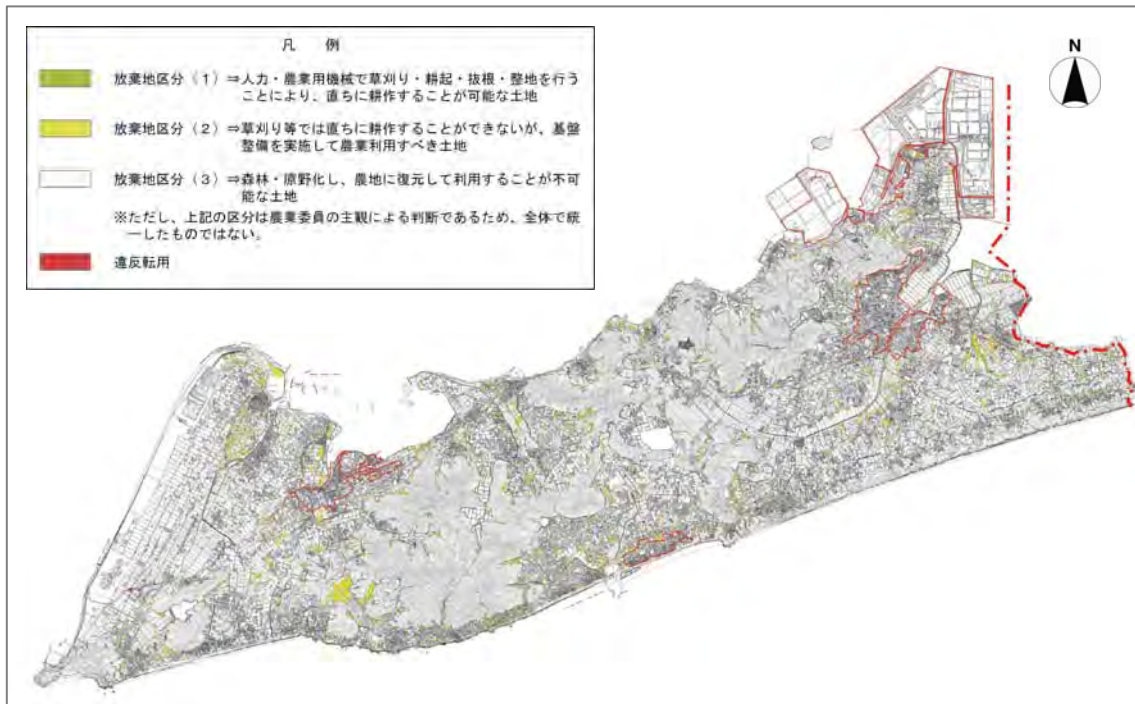 凡 例
放棄地区分（1）⇒人力・農業用機械で草刈り・耕起・抜根・整地を行う
ことにより、直ちに耕作することが可能な土地
放棄地区分（2）⇒草刈り等では直ちに耕作することができないが、基盤
整備を実施して農業利用すべき土地
放棄地区分（3）⇒森林・原野化し、農地に復元して利用することが不可
能な土地
※ただし、上記の区分は農業委員の主観による判断であるため、全体で統
一したものではない。
違反転用
N